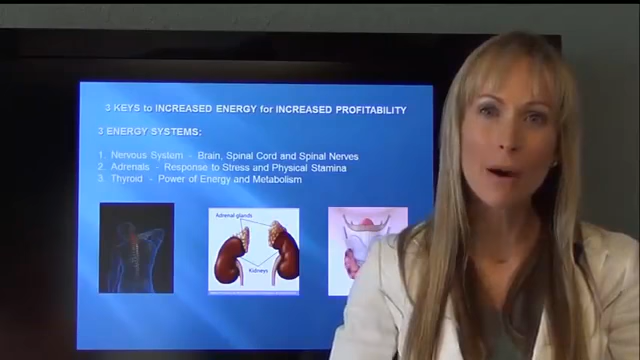 3 KEYS to INCREASED ENERGY for INCREASED PROFITABILITY
3 ENERGY SYSTEMS:
1. Nervous System - Brain, Spinal Cord and Spinal Nerves
2. Adrenals - Response to Stress and Physical Stamina
3. Thyroid - Power of Energy and Metabolism
Adrenal glands
Kidneys